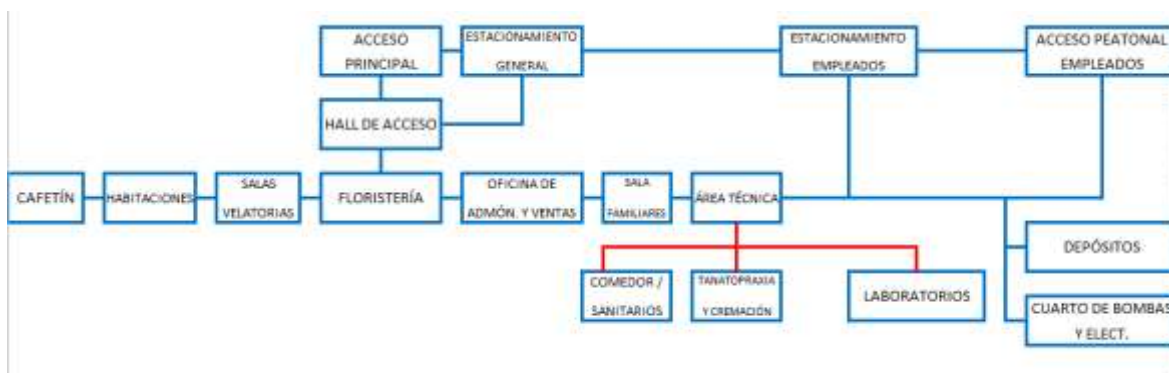 ACCESO
PRINCIPAL
ESTACIONAMIENTO
GENERAL
ESTACIONAMIENTO
EMPLEADOS
ACCESO PEATONAL
EMPLEADOS
HALL DE ACCESO
CAFETÍN
HABITACIONES
SALAS
VELATORIAS
FLORISTERÍA
OFICINA DE
ADMÓN. Y VENTAS
SALA
FAMILIARES
ÁREA TÉCNICA
DEPÓSITOS
COMEDOR /
SANITARIOS
TANATOPRAXIA
Y CREMACIÓN
LABORATORIOS
CUARTO DE BOMBAS
Y ELECT.